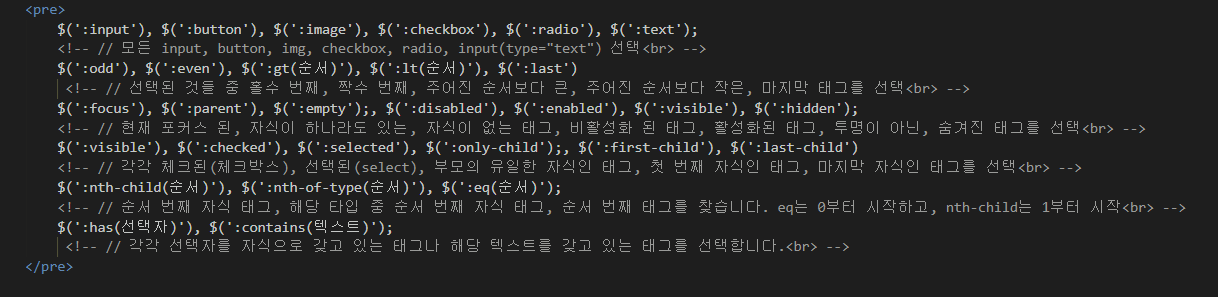 <pre>
$(':input'), $(':button'), $(':image'), $(':checkbox'), $(':radio'), $(':text');
<!-- // 모든 input, button, img, checkbox, radio, input(type="text") 선택<br> -->
$(':odd'), $(':even'), $(':gt(순서)'), $(':lt(순서)'), $(':last')
<!-- // 선택된 것들 중 홀수 번째, 짝수 번째, 주어진 순서보다 큰, 주어진 순서보다 작은, 마지막 태그를 선택<br> -->
$(':focus'), $(':parent'), $(':empty');, $(':disabled'), $(':enabled'), $(':visible'), $(':hidden');
<!-- // 현재 포커스 된, 자식이 하나라도 있는, 자식이 없는 태그, 비활성화 된 태그, 활성화된 태그, 투명이 아닌, 숨겨진 태그를 선택<br> -->
$(':visible'), $(':checked'), $(':selected'), $(':only-child');, $(':first-child'), $(':last-child')
<!-- // 각각 체크된(체크박스), 선택된(select), 부모의 유일한 자식인 태그, 첫 번째 자식인 태그, 마지막 자식인 태그를 선택<br> -->
$(':nth-child(순서)'), $(':nth-of-type(순서)'), $(':eq(순서)');
<!-- // 순서 번째 자식 태그, 해당 타입 중 순서 번째 자식 태그, 순서 번째 태그를 찾습니다. eq는 0부터 시작하고, nth-child는 1부터 시작<br> -->
$(':has(선택자)'), $(':contains(텍스트)');
<!-- // 각각 선택자를 자식으로 갖고 있는 태그나 해당 텍스트를 갖고 있는 태그를 선택합니다.<br> -->
</pre>